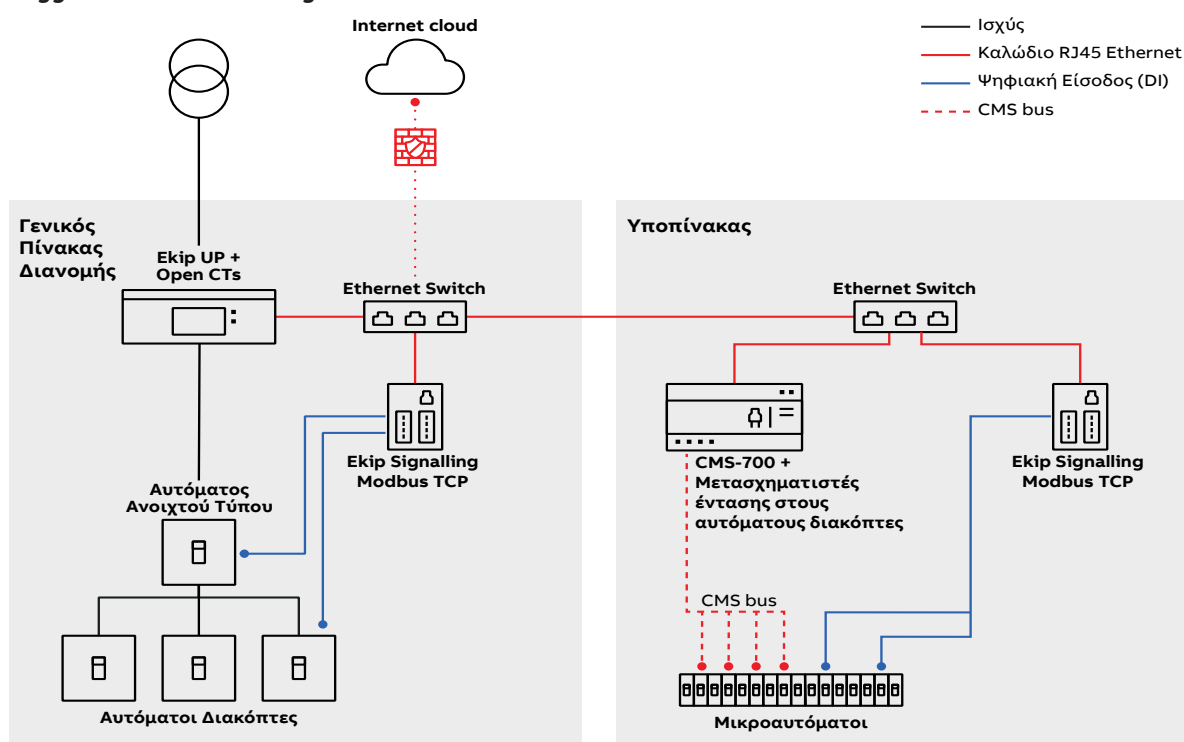 Internet cloud
Ισχύς
Καλώδιο RJ45 Ethernet
Ψηφιακή Είσοδος (DI)
CMS bus
Γενικός
Πίνακας
Διανομής
Ekip UP +
Open CTs
Ethernet Switch
Ekip Signalling
Modbus TCP
Αυτόματος
Ανοιχτού Τύπου
Αυτόματοι Διακόπτες
Υποπίνακας
Ethernet Switch
CMS-700 +
Μετασχηματιστές
έντασης στους
αυτόματους διακόπτες
Ekip Signalling
Modbus TCP
CMS bus
Μικροαυτόματοι